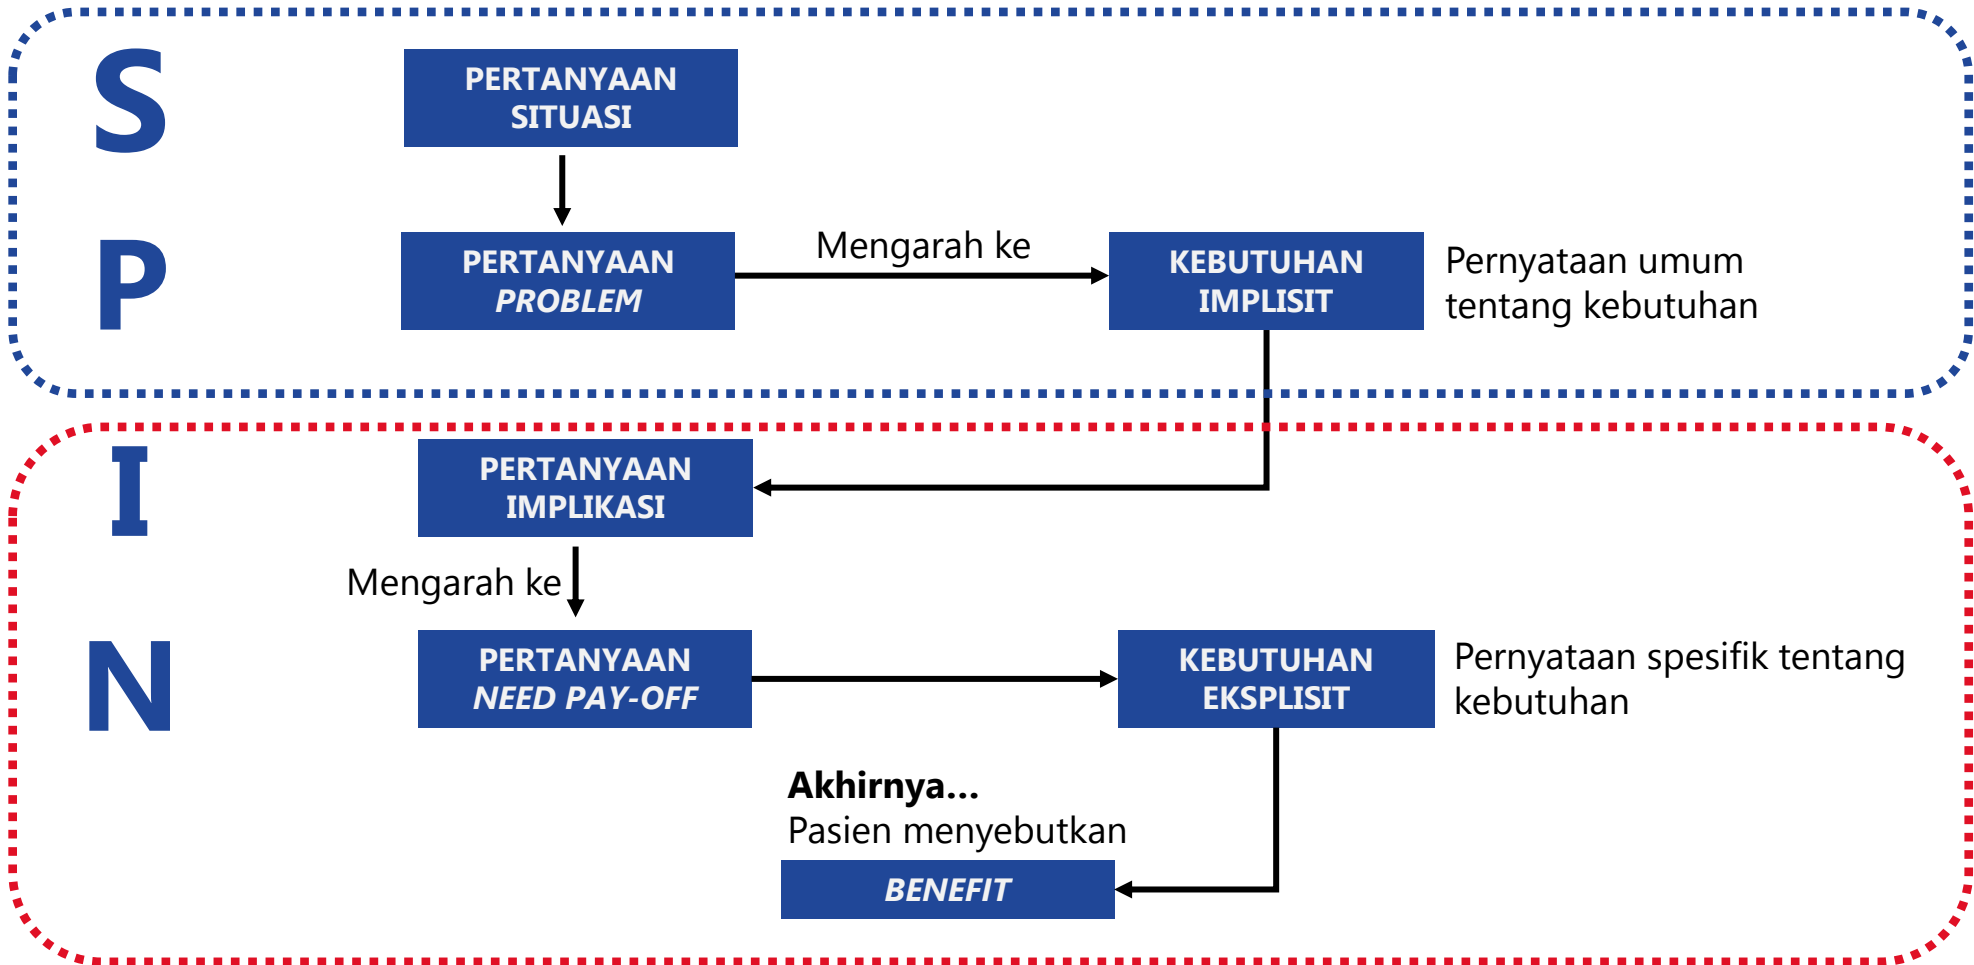 S
PERTANYAAN
SITUASI
P
PERTANYAAN
PROBLEM
Mengarah ke
KEBUTUHAN
IMPLISIT
Pernyataan umum
tentang kebutuhan
I
PERTANYAAN
IMPLIKASI
Mengarah ke
N
PERTANYAAN
NEED PAY-OFF
KEBUTUHAN
EKSPLISIT
Pernyataan spesifik tentang
kebutuhan
Akhirnya...
Pasien menyebutkan
BENEFIT